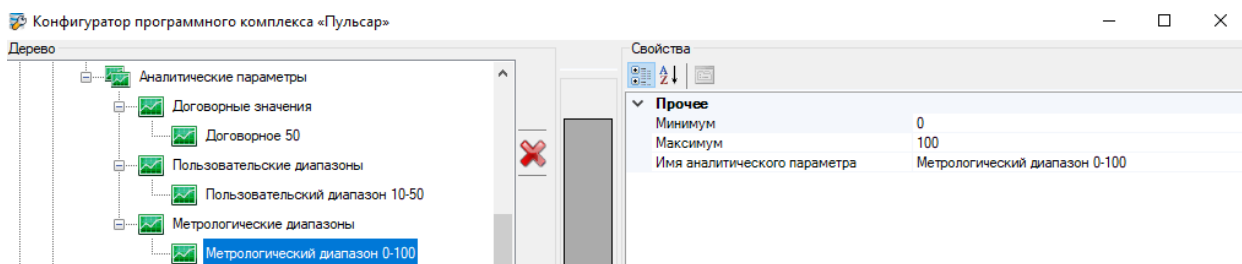 Конфигуратор программного комплекса «Пульсар»
Дерево
Аналитические параметры
Договорные значения
Договорное 50
Пользовательские диапазоны
Пользовательский диапазон 10-50
Метрологические диапазоны
Метрологический диапазон 0-100
Свойства
Прочее
Минимум 0
Максимум 100
Имя аналитического параметра Метрологический диапазон 0-100